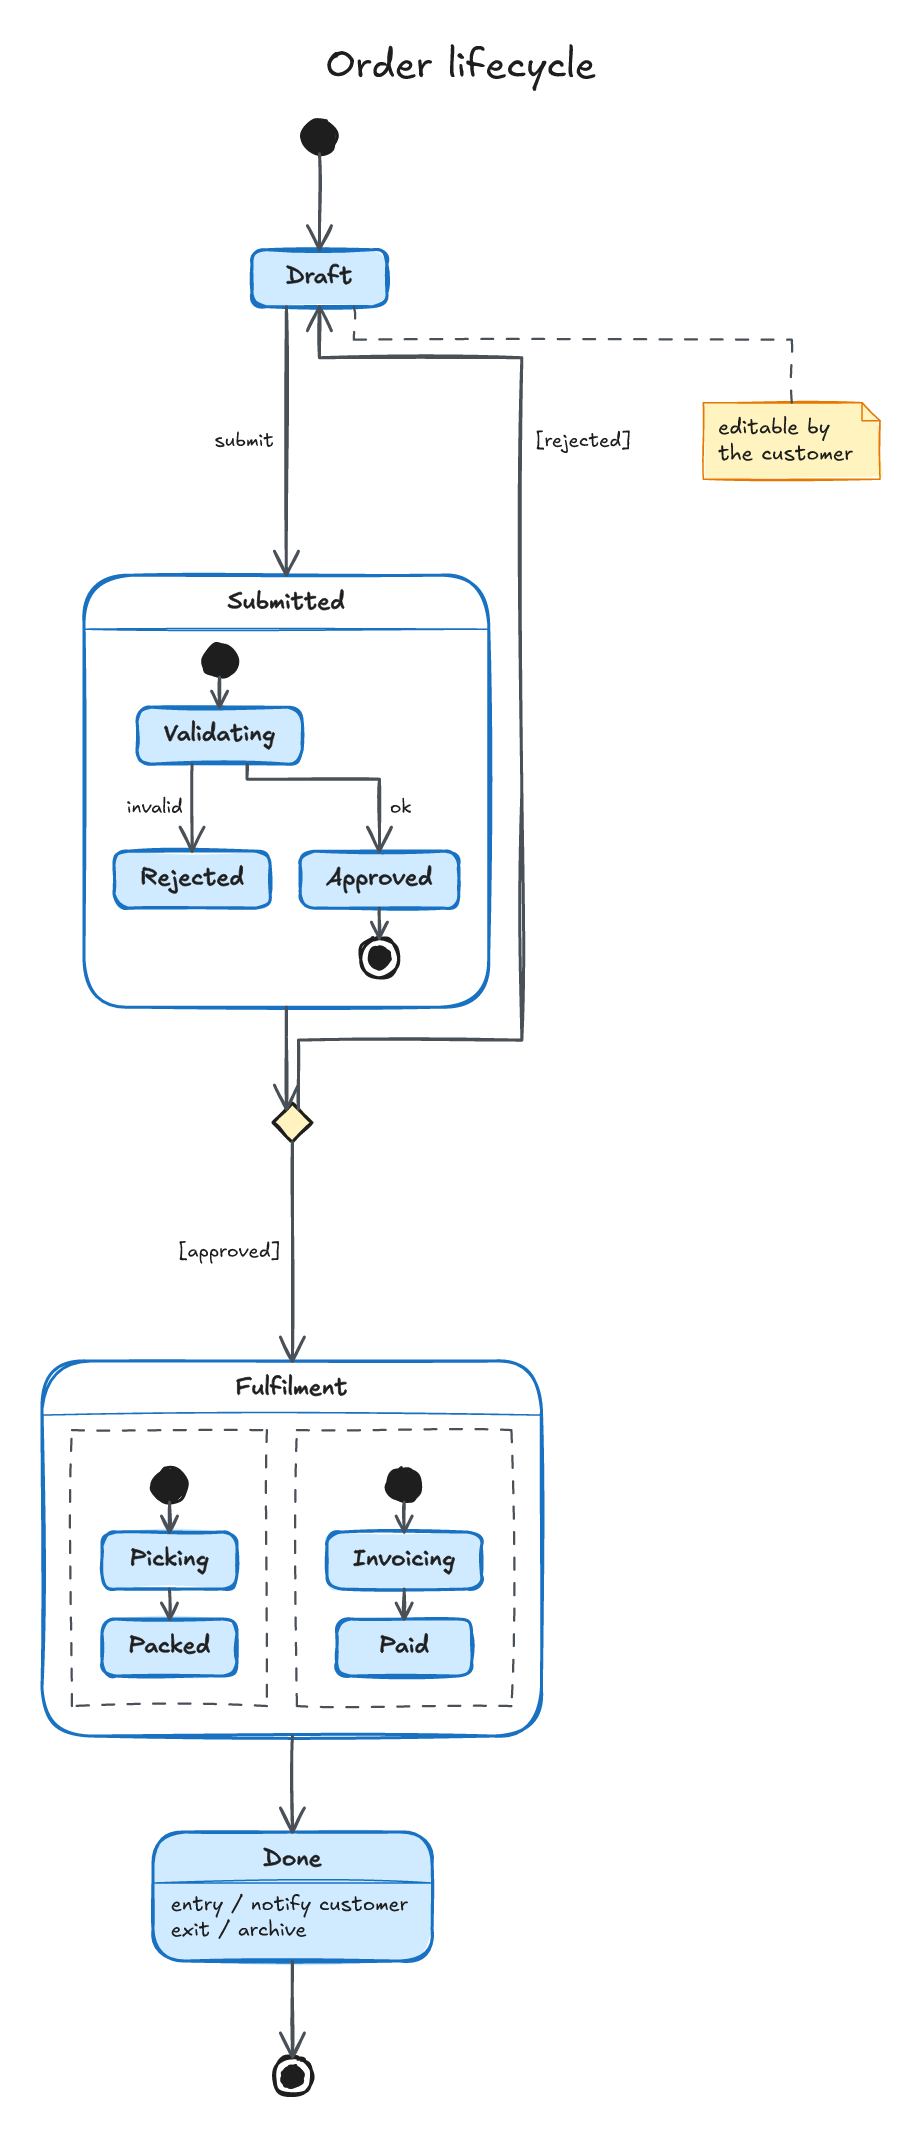 Order lifecycle
Draft
submit
[rejected]
editable by
the customer
Submitted
Validating
invalid
ok
Rejected
Approved
[approved]
Fulfilment
Picking
Invoicing
Packed
Paid
Done
entry / notify customer
exit / archive